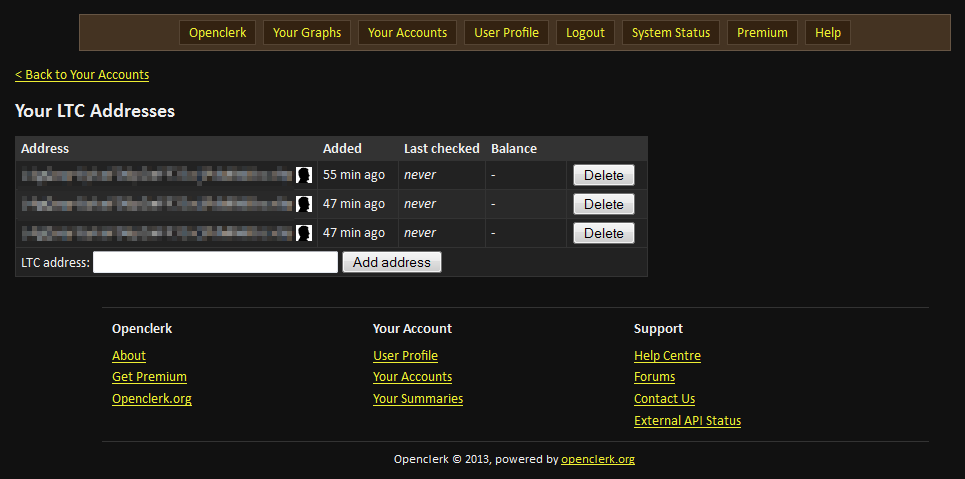 Openclerk Your Graphs Your Accounts User Profile Logout System Status Premium Help
< Back to Your Accounts
Your LTC Addresses
Address Added Last checked Balance
55 min ago never - Delete
47 min ago never - Delete
47 min ago never - Delete
LTC address: Add address
Openclerk Your Account Support
About User Profile Help Centre
Get Premium Your Accounts Forums
Openclerk.org Your Summaries Contact Us
External API Status
Openclerk © 2013, powered by openclerk.org